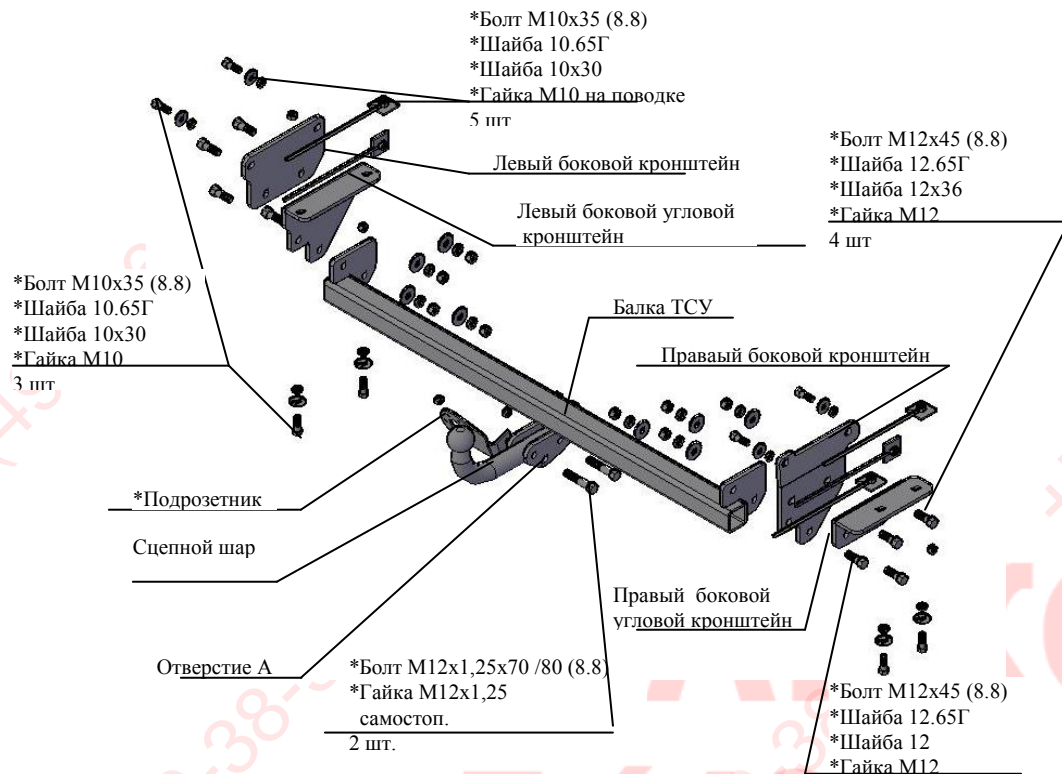 *Болт М10х35 (8.8)
*Шайба 10.65Г
*Шайба 10х30
*Гайка М10 на поводке
5 шт
*Болт М12х45 (8.8)
*Шайба 12.65Г
*Шайба 12х36
*Гайка М12
4 шт
Левый боковой кронштейн
Левый боковой угловой
кронштейн
*Болт М10х35 (8.8)
*Шайба 10.65Г
*Шайба 10х30
*Гайка М10
3 шт
Балка ТСУ
Праваый боковой кронштейн
*Подрозетник
Сцепной шар
Правый боковой
угловой кронштейн
Отверстие А
*Болт М12х1,25х70 /80 (8.8)
*Гайка М12х1,25
самостоп.
2 шт.
*Болт М12х45 (8.8)
*Шайба 12.65Г
*Шайба 12
*Гайка М12